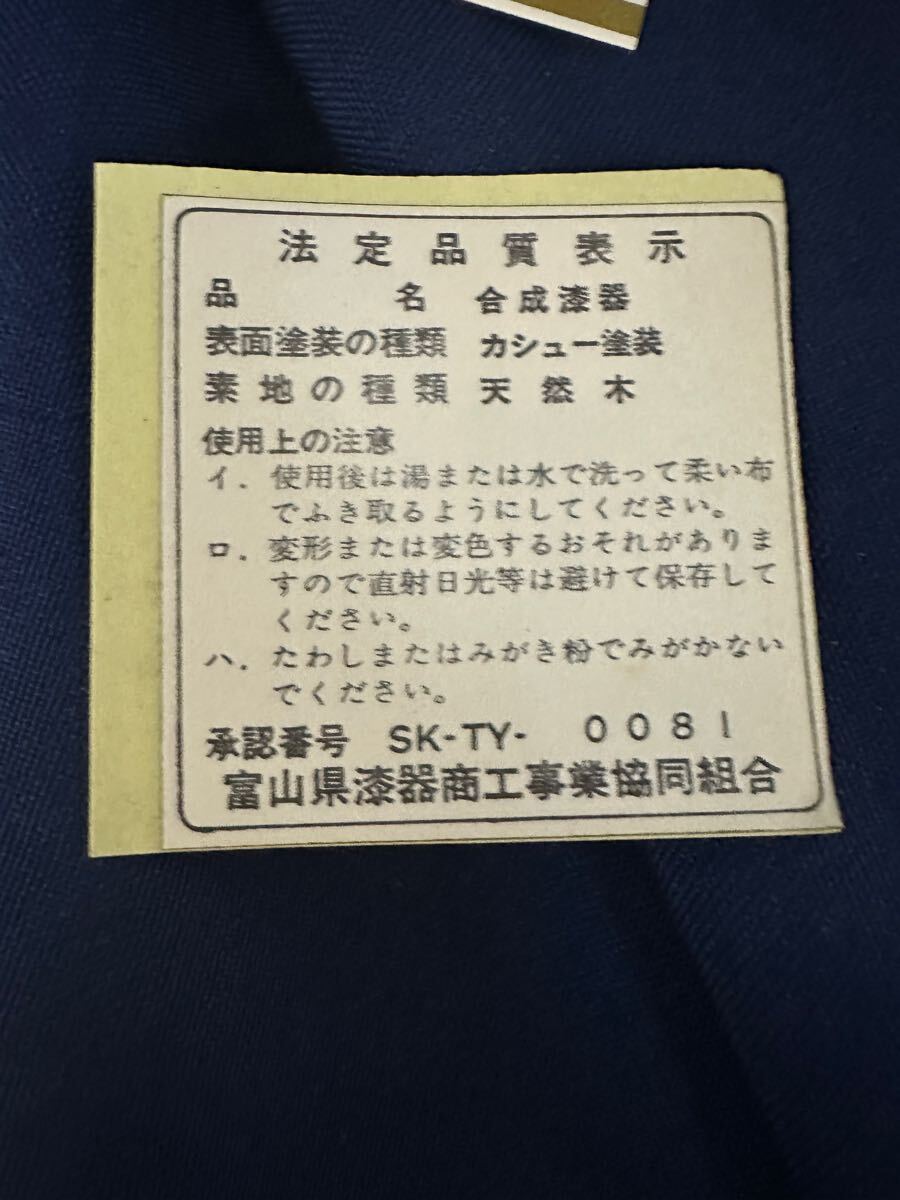 法定品質表示
品名 合成漆器
表面塗装の種類 カシュー塗装
素地の種類 天然木
使用上の注意
イ. 使用後は湯または水で洗って柔い布
でふき取るようにしてください。
ロ. 変形または変色するおそれがありま
すので直射日光等は避けて保存して
ください。
ハ. たわしまたはみがき粉でみがかない
でください。
承認番号 SK-TY- 0081
富山県漆器商工事業協同組合